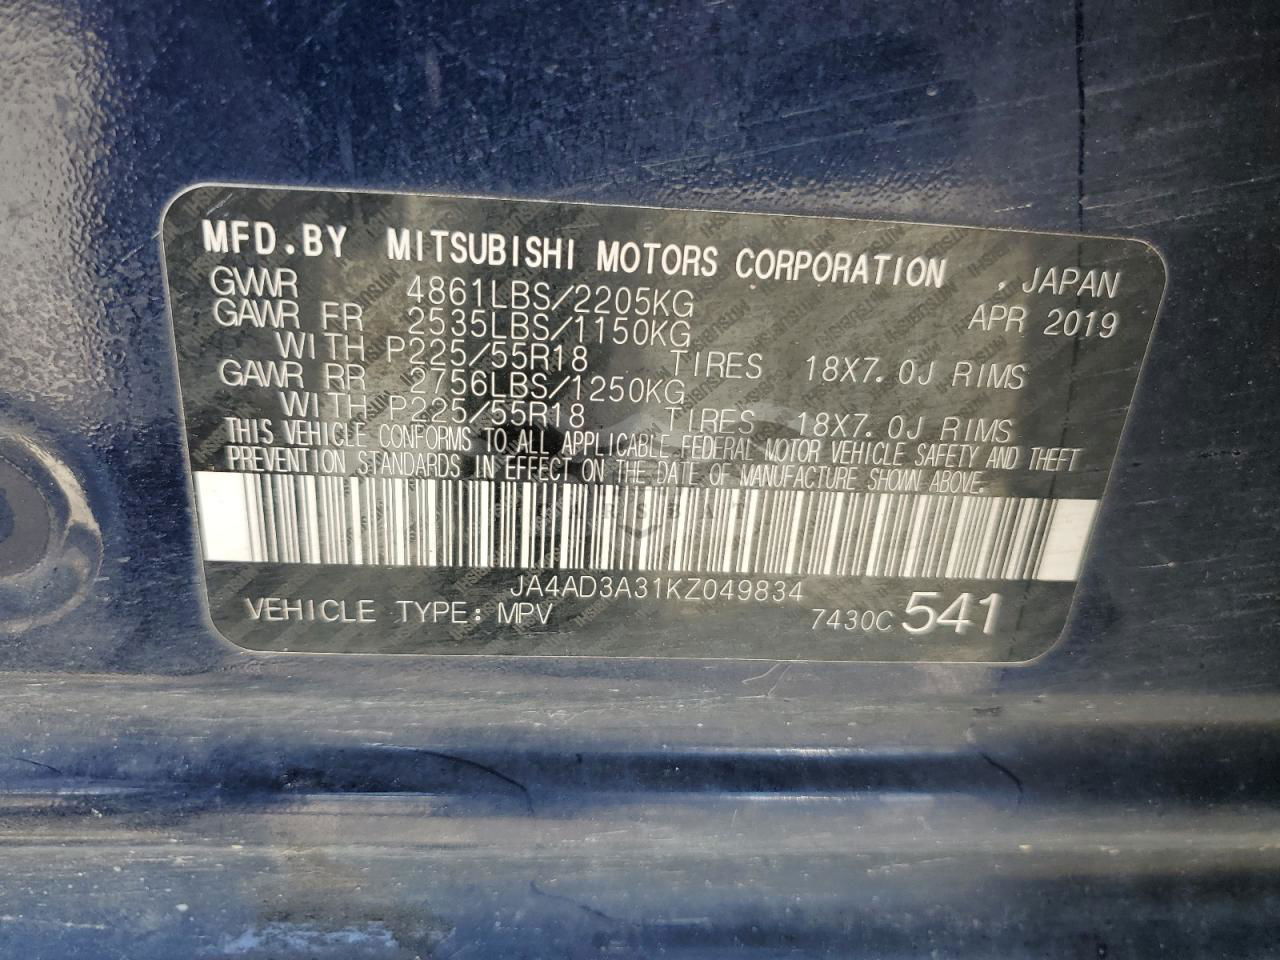 MFD.BY MITSUBISHI MOTORS CORPORATION , JAPAN
GVWR 4861LBS/2205KG APR 2019
GAWR FR 2535LBS/1150KG
WITH P225/55R18 TIRES 18X7.0J RIMS
GAWR RR 2756LBS/1250KG
WITH P225/55R18 TIRES 18X7.0J RIMS
THIS VEHICLE CONFORMS TO ALL APPLICABLE FEDERAL MOTOR VEHICLE SAFETY AND THEFT
PREVENTION STANDARDS IN EFFECT ON THE DATE OF MANUFACTURE SHOWN ABOVE.
JA4AD3A31KZ049834
VEHICLE TYPE: MPV 7430C 541